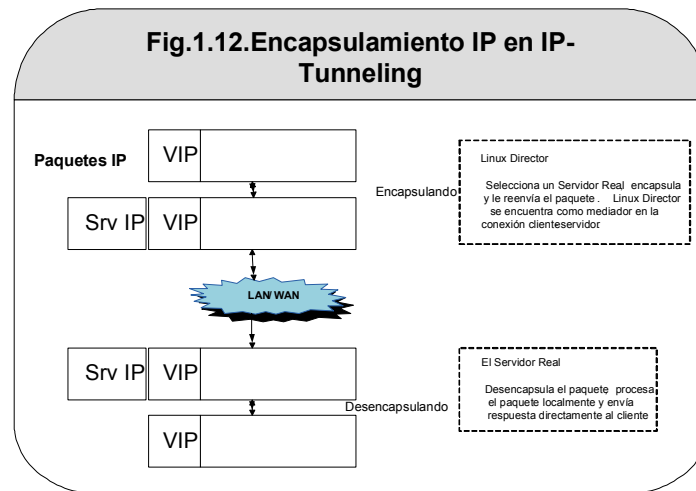 Fig.1.12.Encapsulamiento IP en IP-
Tunneling
Paquetes IP
VIP
Encapsulando
Linux Director
Selecciona un Servidor Real, encapsula
y le reenvía el paquete. Linux Director
se encuentra como mediador en la
conexión clienteservidor.
Srv IP
VIP
LAN/WAN
Srv IP
VIP
Desencapsulando
El Servidor Real
Desencapsula el paquete procesa
el paquete localmente y envía
respuesta directamente al cliente
VIP